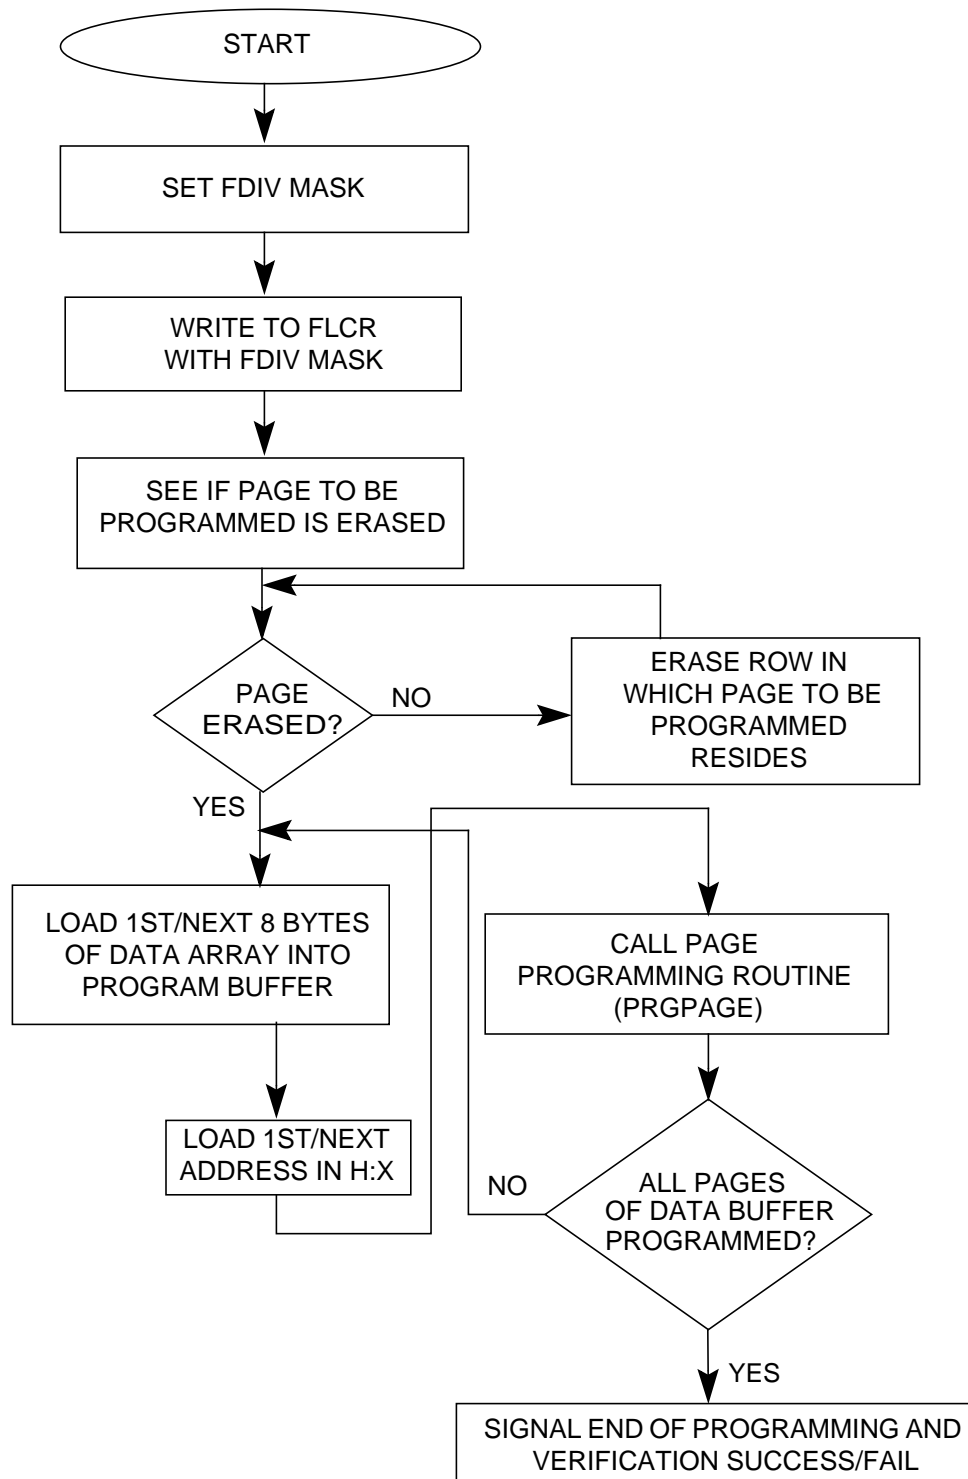 START
SET FDIV MASK
WRITE TO FLCR
WITH FDIV MASK
SEE IF PAGE TO BE
PROGRAMMED IS ERASED
PAGE
ERASED?
NO
ERASE ROW IN
WHICH PAGE TO BE
PROGRAMMED
RESIDES
YES
LOAD 1ST/NEXT 8 BYTES
OF DATA ARRAY INTO
PROGRAM BUFFER
CALL PAGE
PROGRAMMING ROUTINE
(PRGPAGE)
LOAD 1ST/NEXT
ADDRESS IN H:X
NO
ALL PAGES
OF DATA BUFFER
PROGRAMMED?
YES
SIGNAL END OF PROGRAMMING AND
VERIFICATION SUCCESS/FAIL